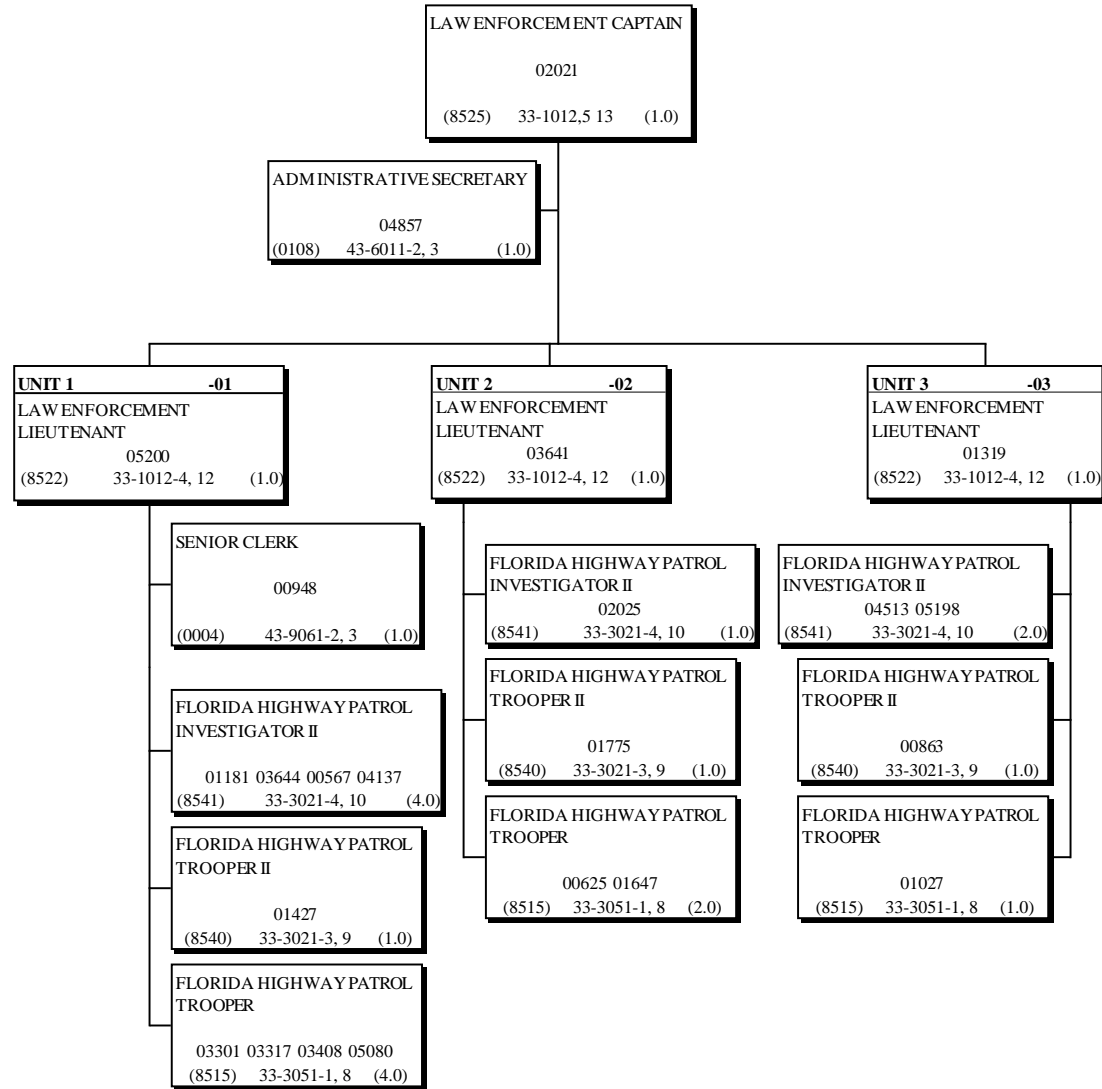 LAW ENFORCEMENT CAPTAIN
02021
(8525) 33-1012,5 13 (1.0)
ADMINISTRATIVE SECRETARY
04857
(0108) 43-6011-2, 3 (1.0)
UNIT 1 -01
LAW ENFORCEMENT
LIEUTENANT
05200
(8522) 33-1012-4, 12 (1.0)
SENIOR CLERK
00948
(0004) 43-9061-2, 3 (1.0)
FLORIDA HIGHWAY PATROL
INVESTIGATOR II
01181 03644 00567 04137
(8541) 33-3021-4, 10 (4.0)
FLORIDA HIGHWAY PATROL
TROOPER II
01427
(8540) 33-3021-3, 9 (1.0)
FLORIDA HIGHWAY PATROL
TROOPER
03301 03317 03408 05080
(8515) 33-3051-1, 8 (4.0)
UNIT 2 -02
LAW ENFORCEMENT
LIEUTENANT
03641
(8522) 33-1012-4, 12 (1.0)
FLORIDA HIGHWAY PATROL
INVESTIGATOR II
02025
(8541) 33-3021-4, 10 (1.0)
FLORIDA HIGHWAY PATROL
TROOPER II
01775
(8540) 33-3021-3, 9 (1.0)
FLORIDA HIGHWAY PATROL
TROOPER
00625 01647
(8515) 33-3051-1, 8 (2.0)
UNIT 3 -03
LAW ENFORCEMENT
LIEUTENANT
01319
(8522) 33-1012-4, 12 (1.0)
FLORIDA HIGHWAY PATROL
INVESTIGATOR II
04513 05198
(8541) 33-3021-4, 10 (2.0)
FLORIDA HIGHWAY PATROL
TROOPER II
00863
(8540) 33-3021-3, 9 (1.0)
FLORIDA HIGHWAY PATROL
TROOPER
01027
(8515) 33-3051-1, 8 (1.0)